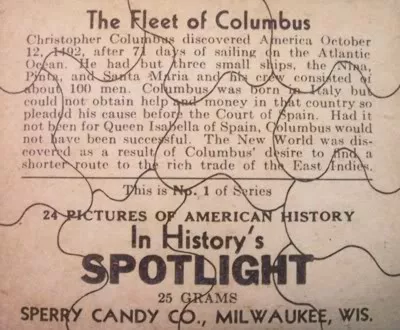 The Fleet of Columbus
Christopher Columbus discovered America October
12, 1492, after 71 days of sailing on the Atlantic
Ocean. He had but three small ships, the Nina,
Pinta, and Santa Maria and his crew consisted of
about 100 men. Columbus was born in Italy but
could not obtain help and money in that country so
pleaded his cause before the Court of Spain. Had it
not been for Queen Isabella of Spain, Columbus would
not have been successful. The New World was dis-
covered as a result of Columbus' desire to find a
shorter route to the rich trade of the East Indies.
This is No. 1 of Series
24 PICTURES OF AMERICAN HISTORY
In History's
SPOTLIGHT
25 GRAMS
SPERRY CANDY CO., MILWAUKEE, WIS.